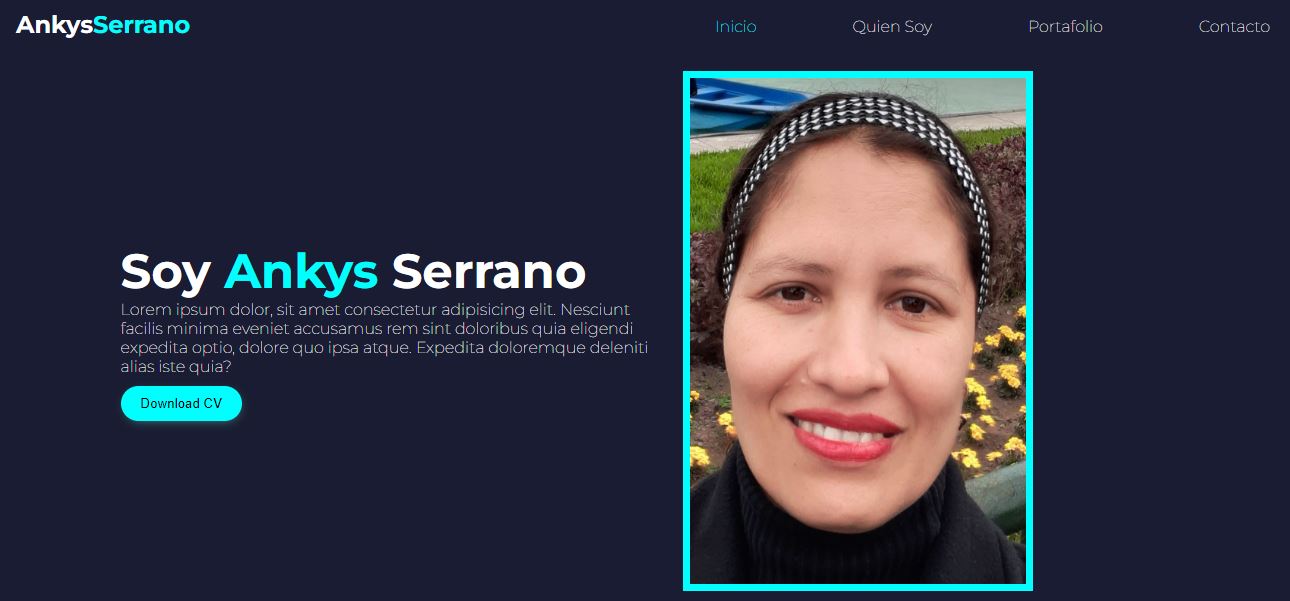 AnkysSerrano
Inicio
Quien Soy
Portafolio
Contacto
Soy Ankys Serrano
Lorem ipsum dolor, sit amet consectetur adipisicing elit. Nesciunt
facilis minima eveniet accusamus rem sint doloribus quia eligendi
expedita optio, dolore quo ipsa atque. Expedita doloremque deleniti
alias iste quia?
Download CV